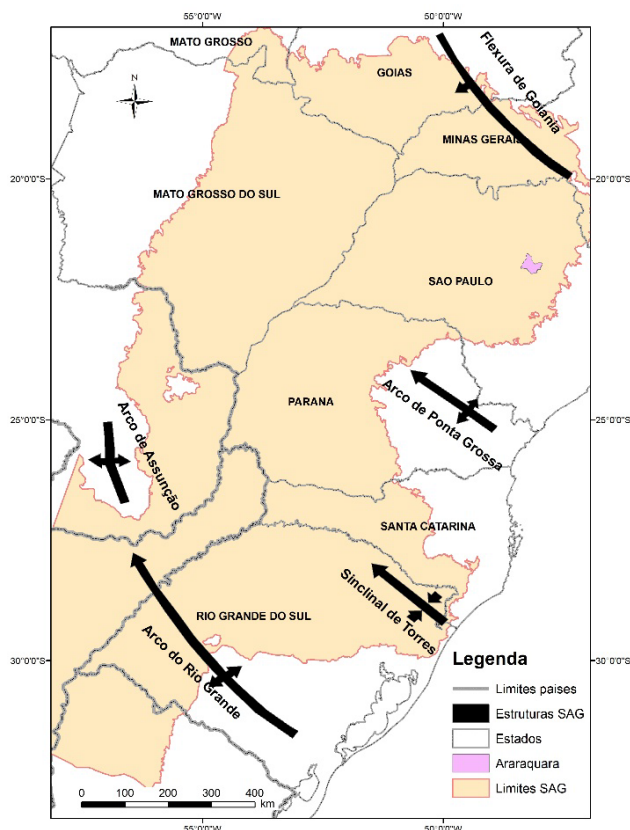 55°0'0"W
50°0'0"W
MATO GROSSO
GOIAS
Flexura de Goiania
N
MINAS GERAIS
20°0'0"S
20°0'0"S
MATO GROSSO DO SUL
SAO PAULO
PARANA
Arco de Ponta Grossa
25°0'0"S
25°0'0"S
Arco de Assunção
SANTA CATARINA
Sinclinal de Torres
RIO GRANDE DO SUL
Arco do Rio Grande
30°0'0"S
30°0'0"S
Legenda
Limites paises
Estruturas SAG
Estados
Araraquara
Limites SAG
0 100 200 300 400
km
55°0'0"W
50°0'0"W